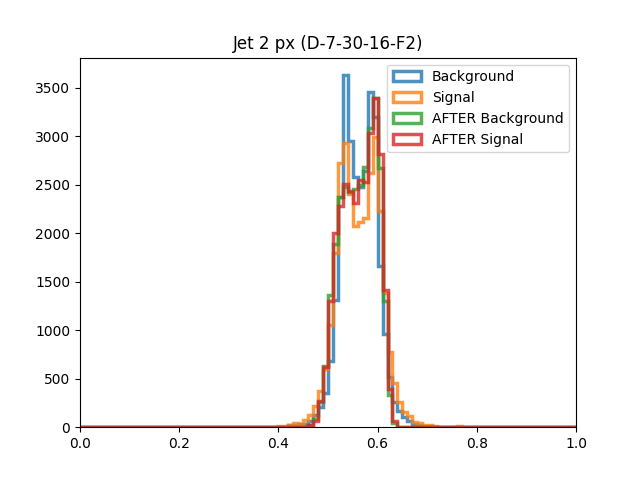 Jet 2 px (D-7-30-16-F2)
Background
Signal
AFTER Background
AFTER Signal
3500
3000
2500
2000
1500
1000
500
0
0.0 0.2 0.4 0.6 0.8 1.0